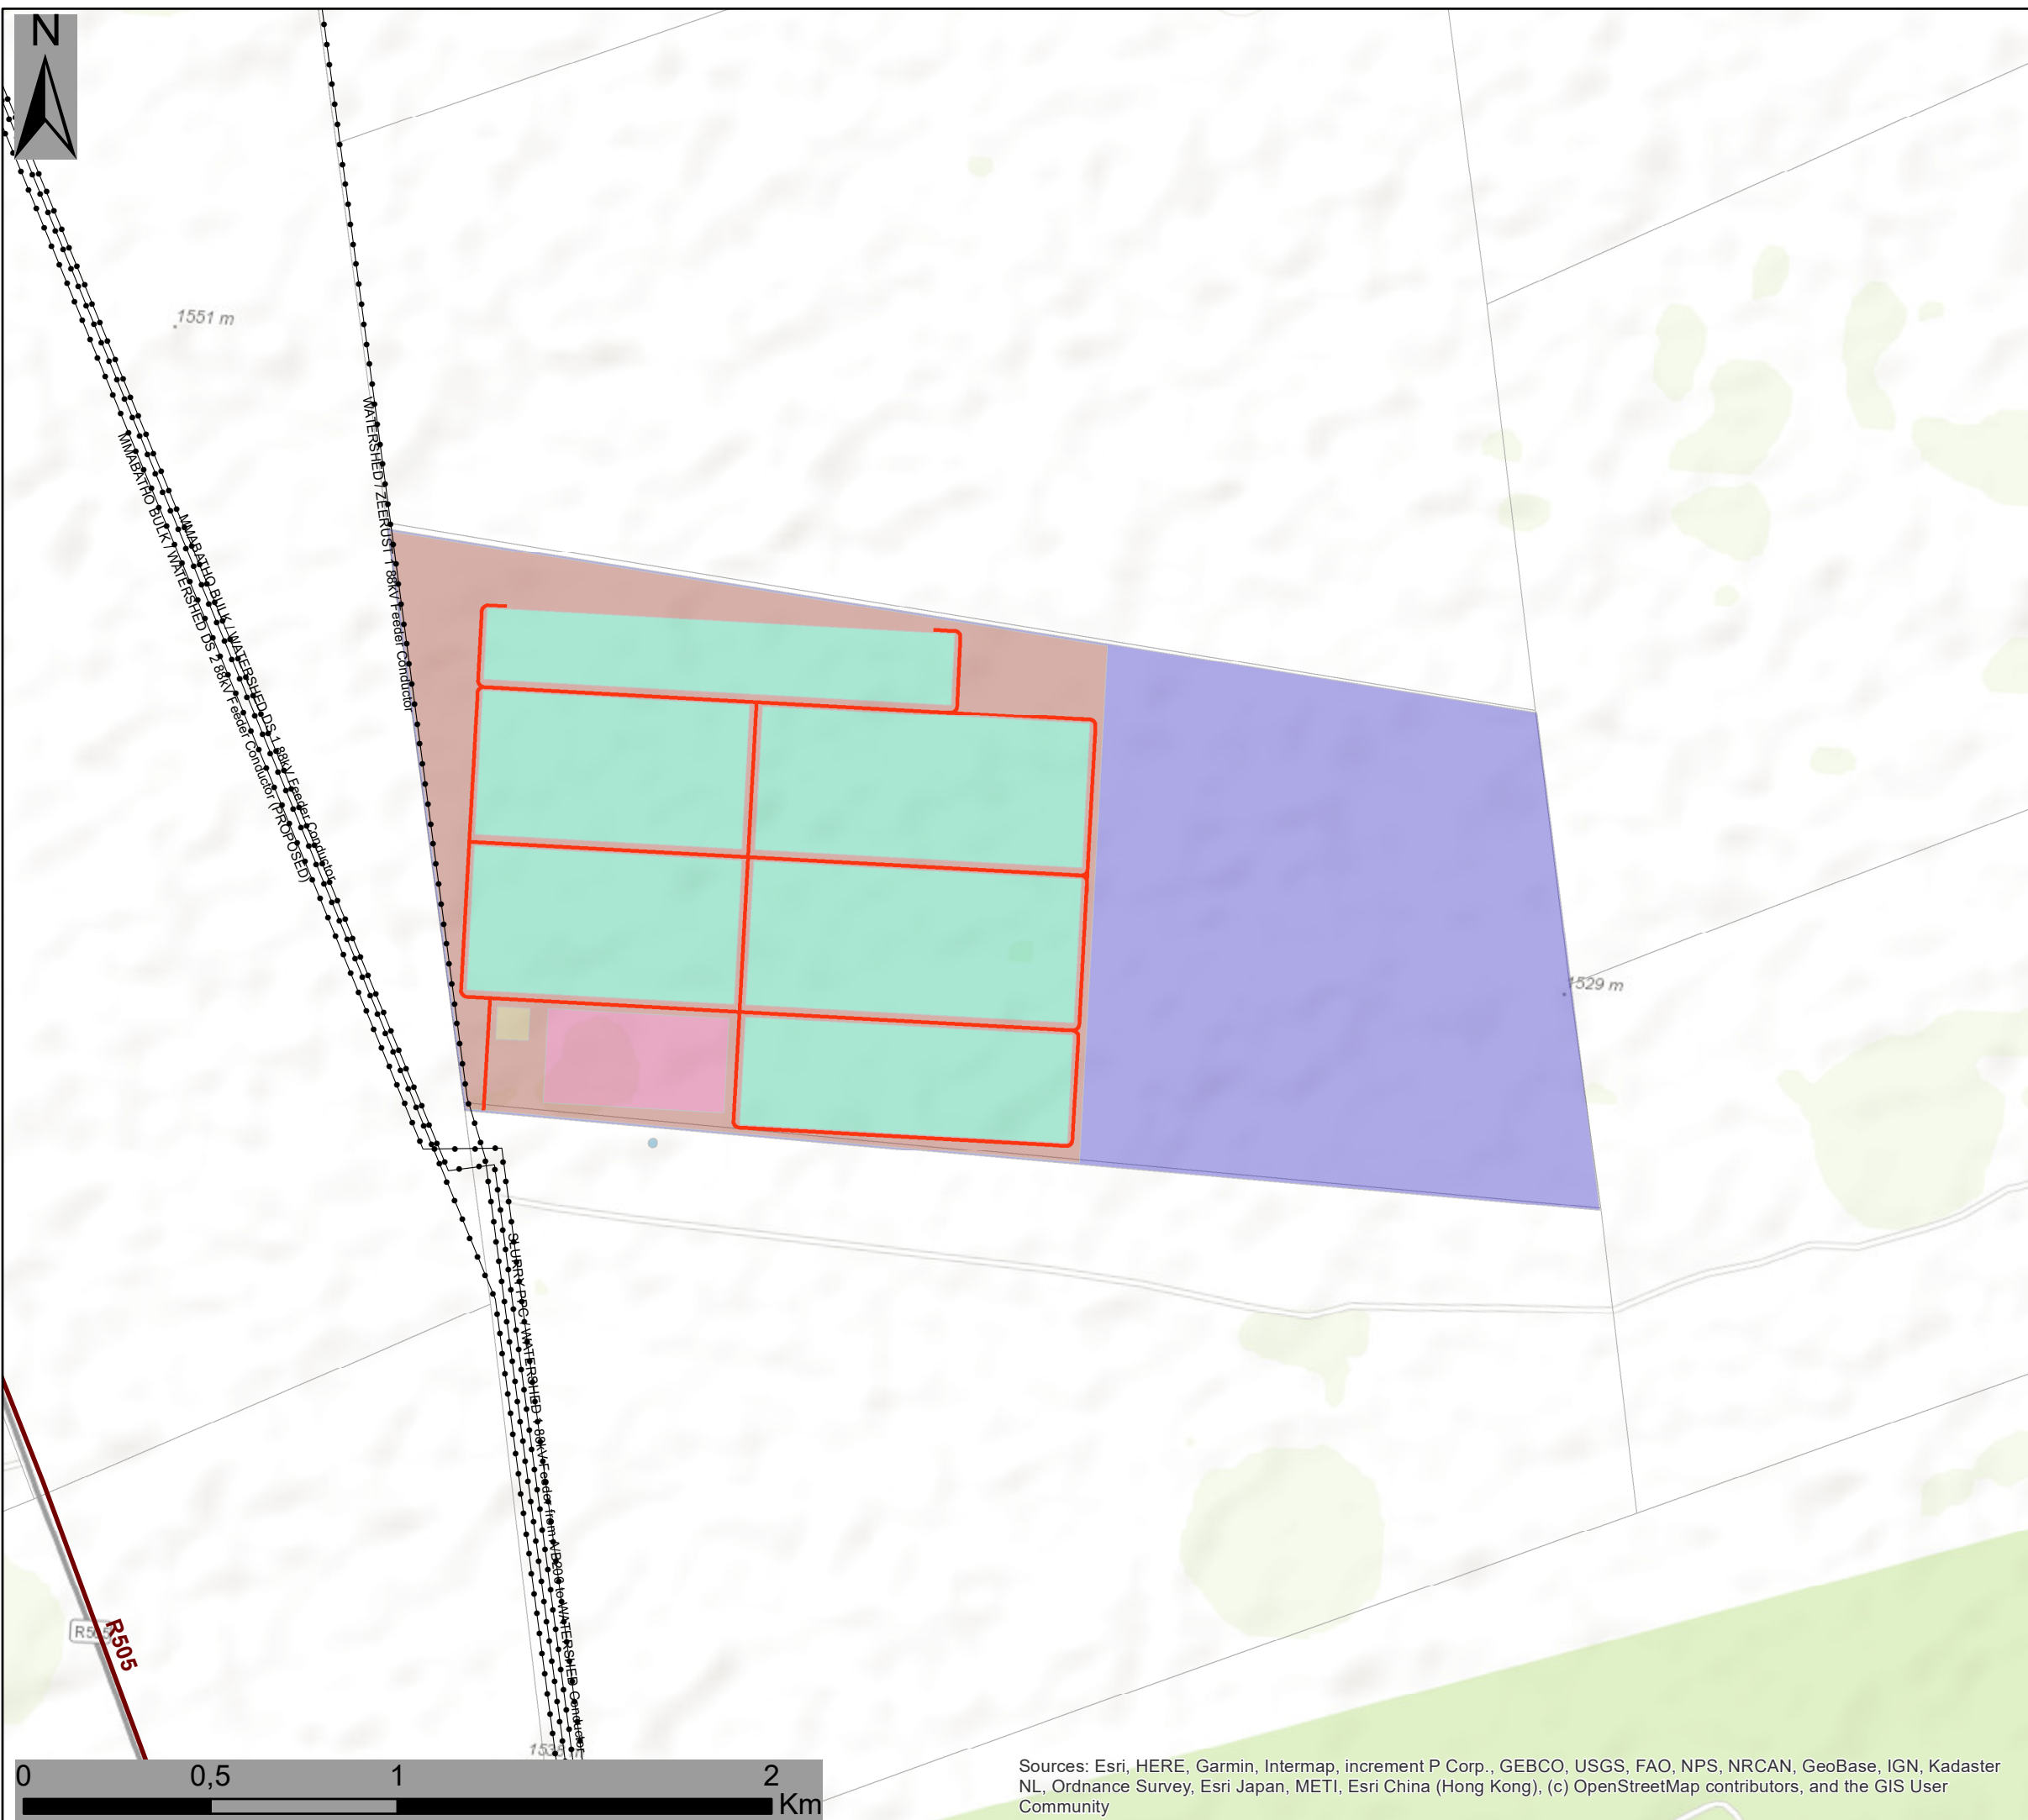 N
1551 m
WATERSHED / ZEERUST 1 88kV Feeder Conductor
MMABATHO BULK / WATERSHED DS 1 88kV Feeder Conductor
MMABATHO BULK / WATERSHED DS 2 88kV Feeder Conductor (PROPOSED)
1529 m
SLURRY PPC / WATERSHED 1 88kV Feeder from to WATERSHED Conductor
R505
0 0,5 1 2
Km
Sources: Esri, HERE, Garmin, Intermap, increment P Corp., GEBCO, USGS, FAO, NPS, NRCAN, GeoBase, IGN, Kadaster
NL, Ordnance Survey, Esri Japan, METI, Esri China (Hong Kong), (c) OpenStreetMap contributors, and the GIS User
Community